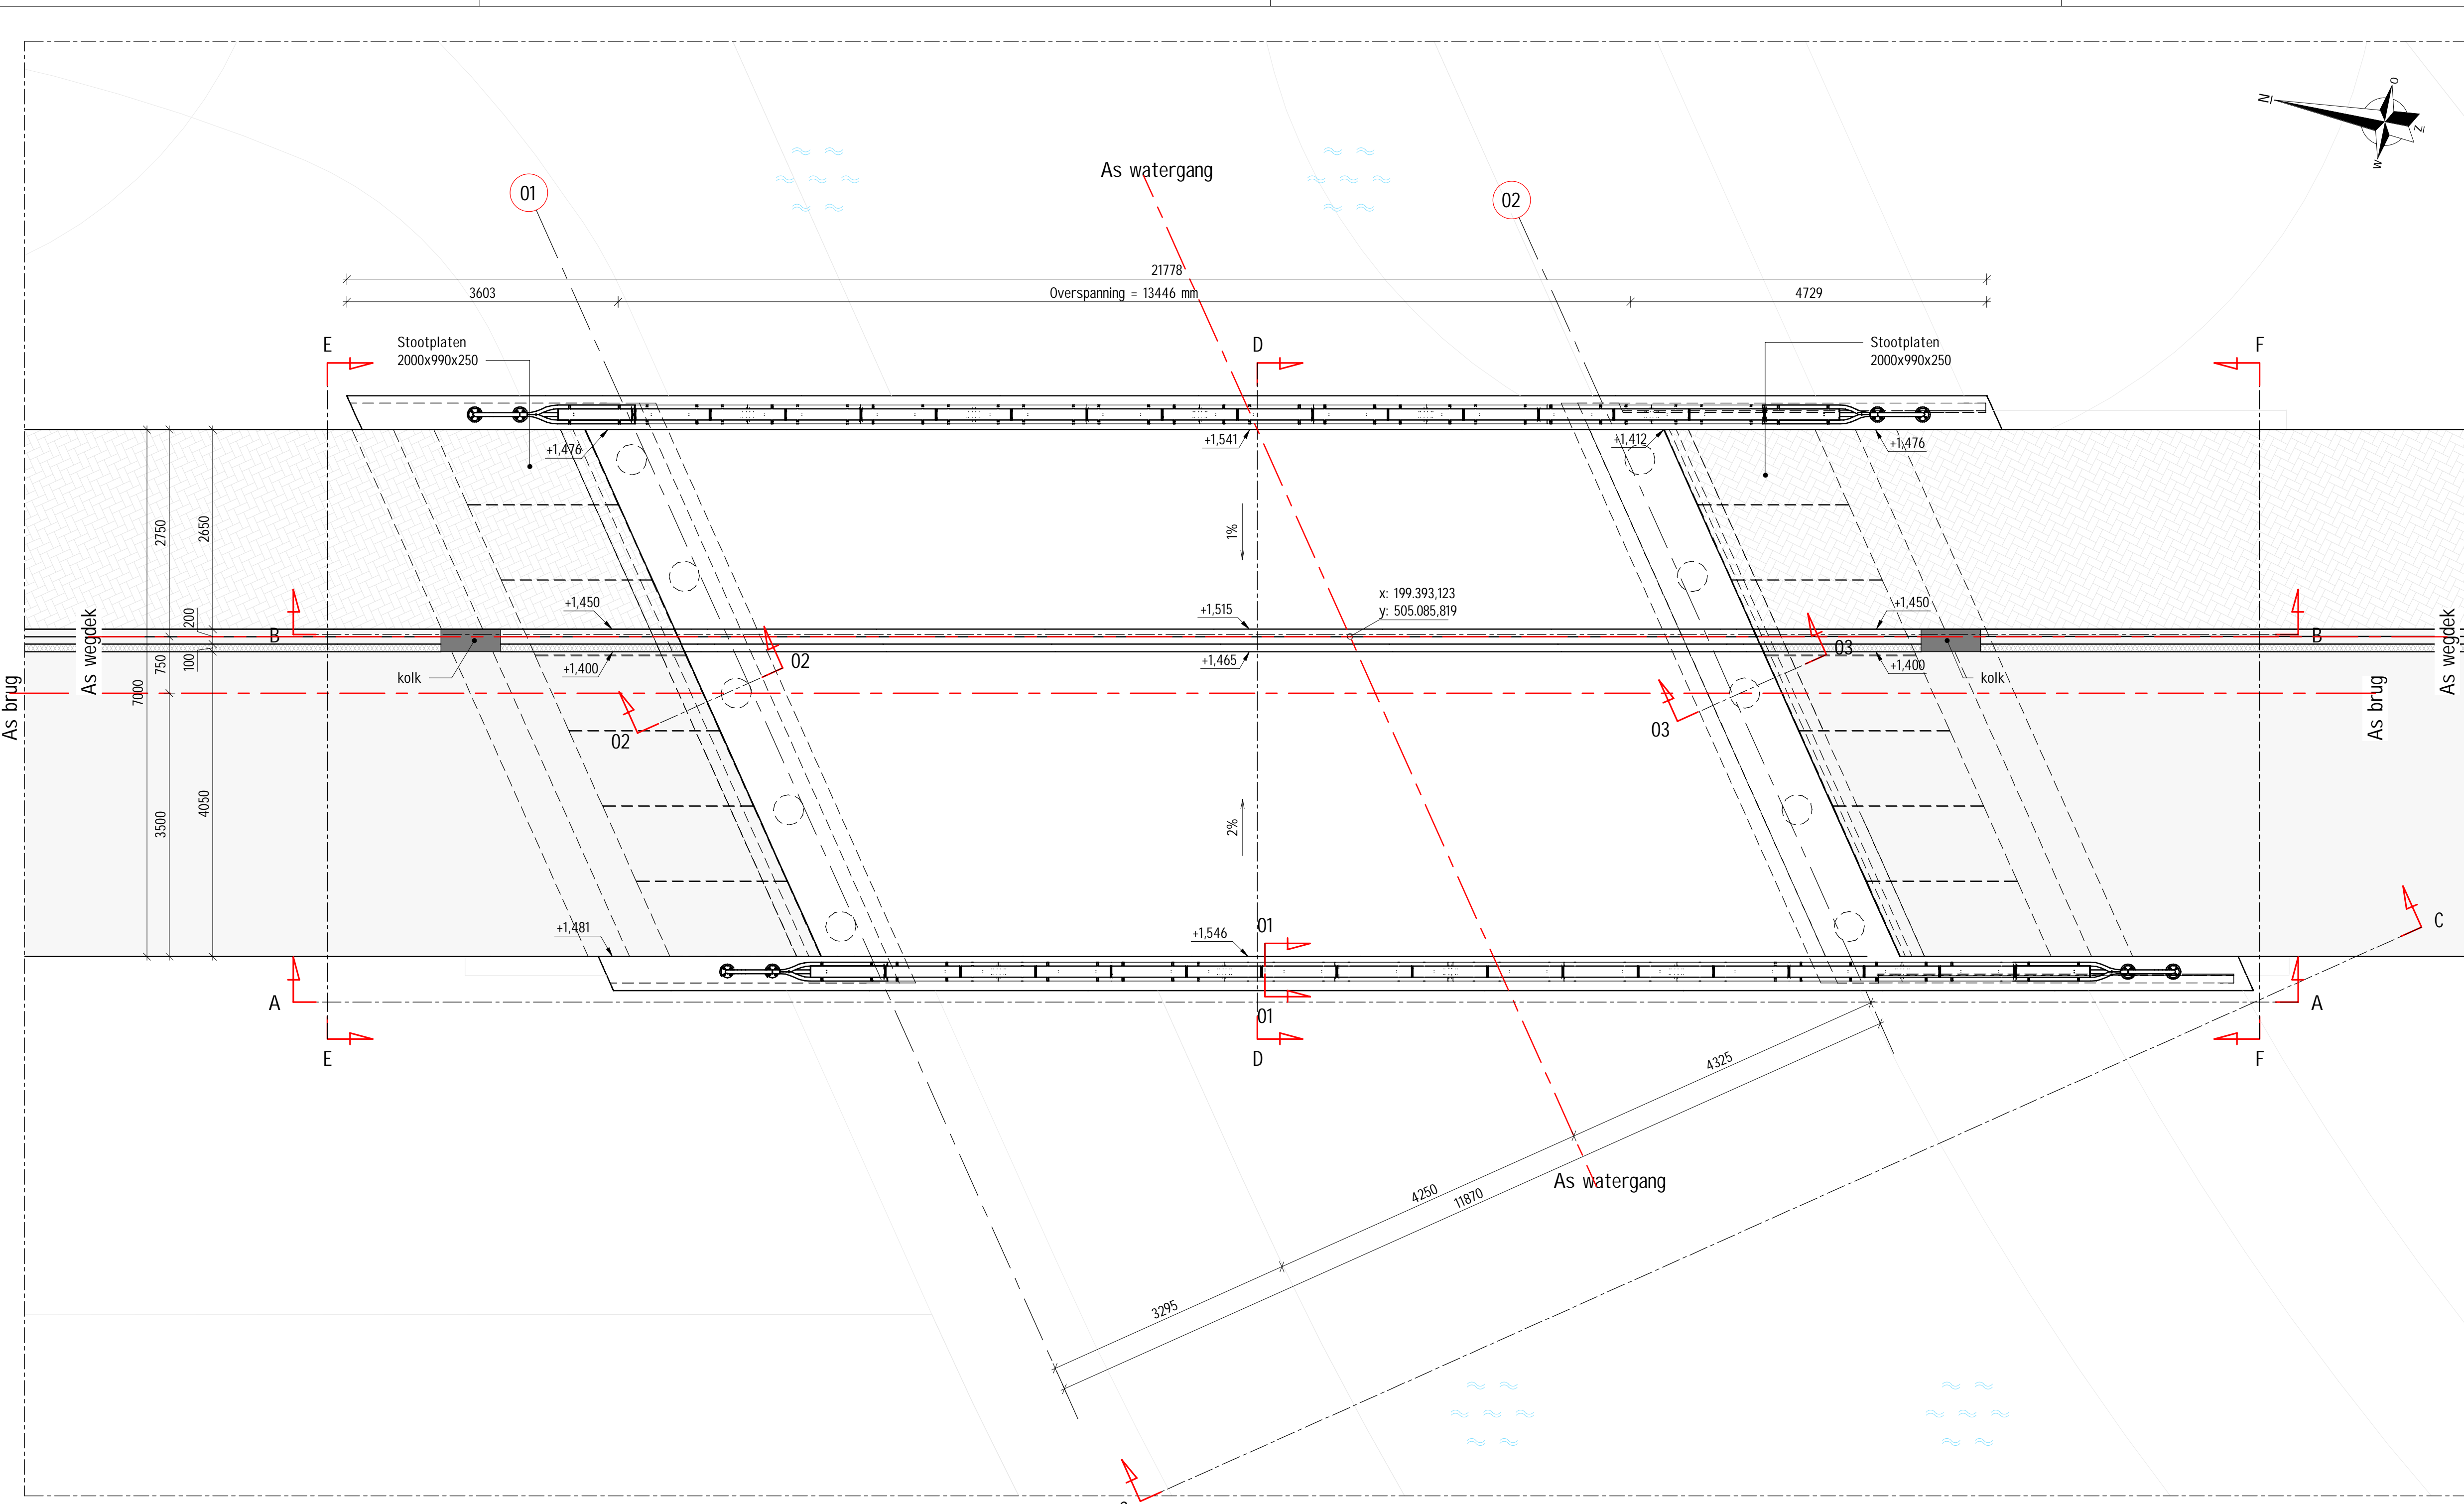 N
O
Z
W
As watergang
01
02
21778
3603
Overspanning = 13446 mm
4729
Stootplaten
2000x990x250
Stootplaten
2000x990x250
E
D
F
+1,476
+1,541
+1,412
+1,476
2750
2650
1%
x: 199.393,123
y: 505.085,819
+1,450
+1,515
+1,450
200
B
B
As wegdek
As wegdek
02
03
+1,400
+1,465
+1,400
750
100
kolk
kolk
7000
As brug
As brug
02
03
3500
4050
2%
+1,481
+1,546
01
C
A
A
01
E
D
F
4325
As watergang
4250
11870
3295